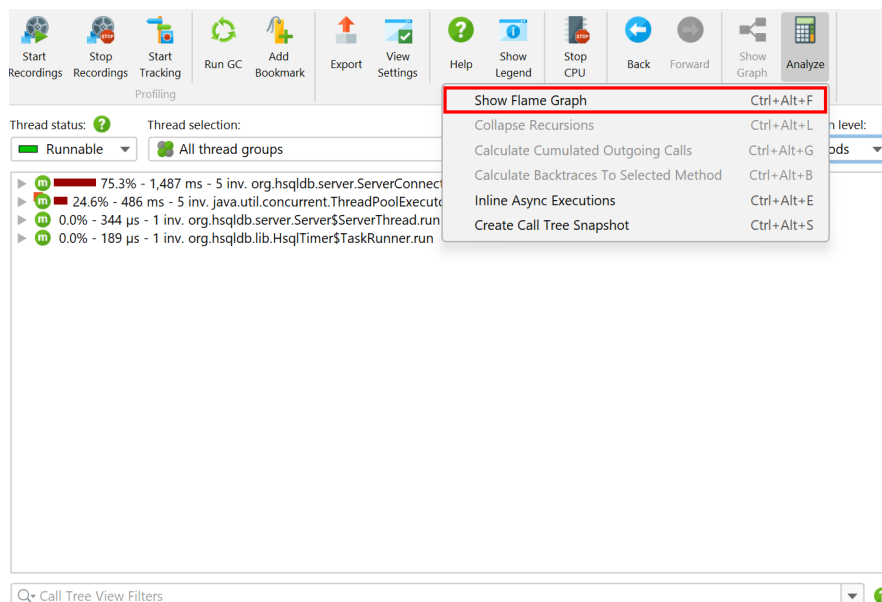 Start Recordings
Stop Recordings
Start Tracking
Run GC
Add Bookmark
Export
View Settings
Help
Show Legend
Stop CPU
Back
Forward
Show Graph
Analyze
Profiling
Show Flame Graph Ctrl+Alt+F
Collapse Recursions Ctrl+Alt+L
Calculate Cumulated Outgoing Calls Ctrl+Alt+G
Calculate Backtraces To Selected Method Ctrl+Alt+B
Inline Async Executions Ctrl+Alt+E
Create Call Tree Snapshot Ctrl+Alt+S
Thread status: Thread selection: level:
Runnable All thread groups
75.3% - 1,487 ms - 5 inv. org.hsqldb.server.ServerConnect
24.6% - 486 ms - 5 inv. java.util.concurrent.ThreadPoolExecuto
0.0% - 344 µs - 1 inv. org.hsqldb.server.Server$ServerThread.run
0.0% - 189 µs - 1 inv. org.hsqldb.lib.HsqlTimer$TaskRunner.run
Call Tree View Filters